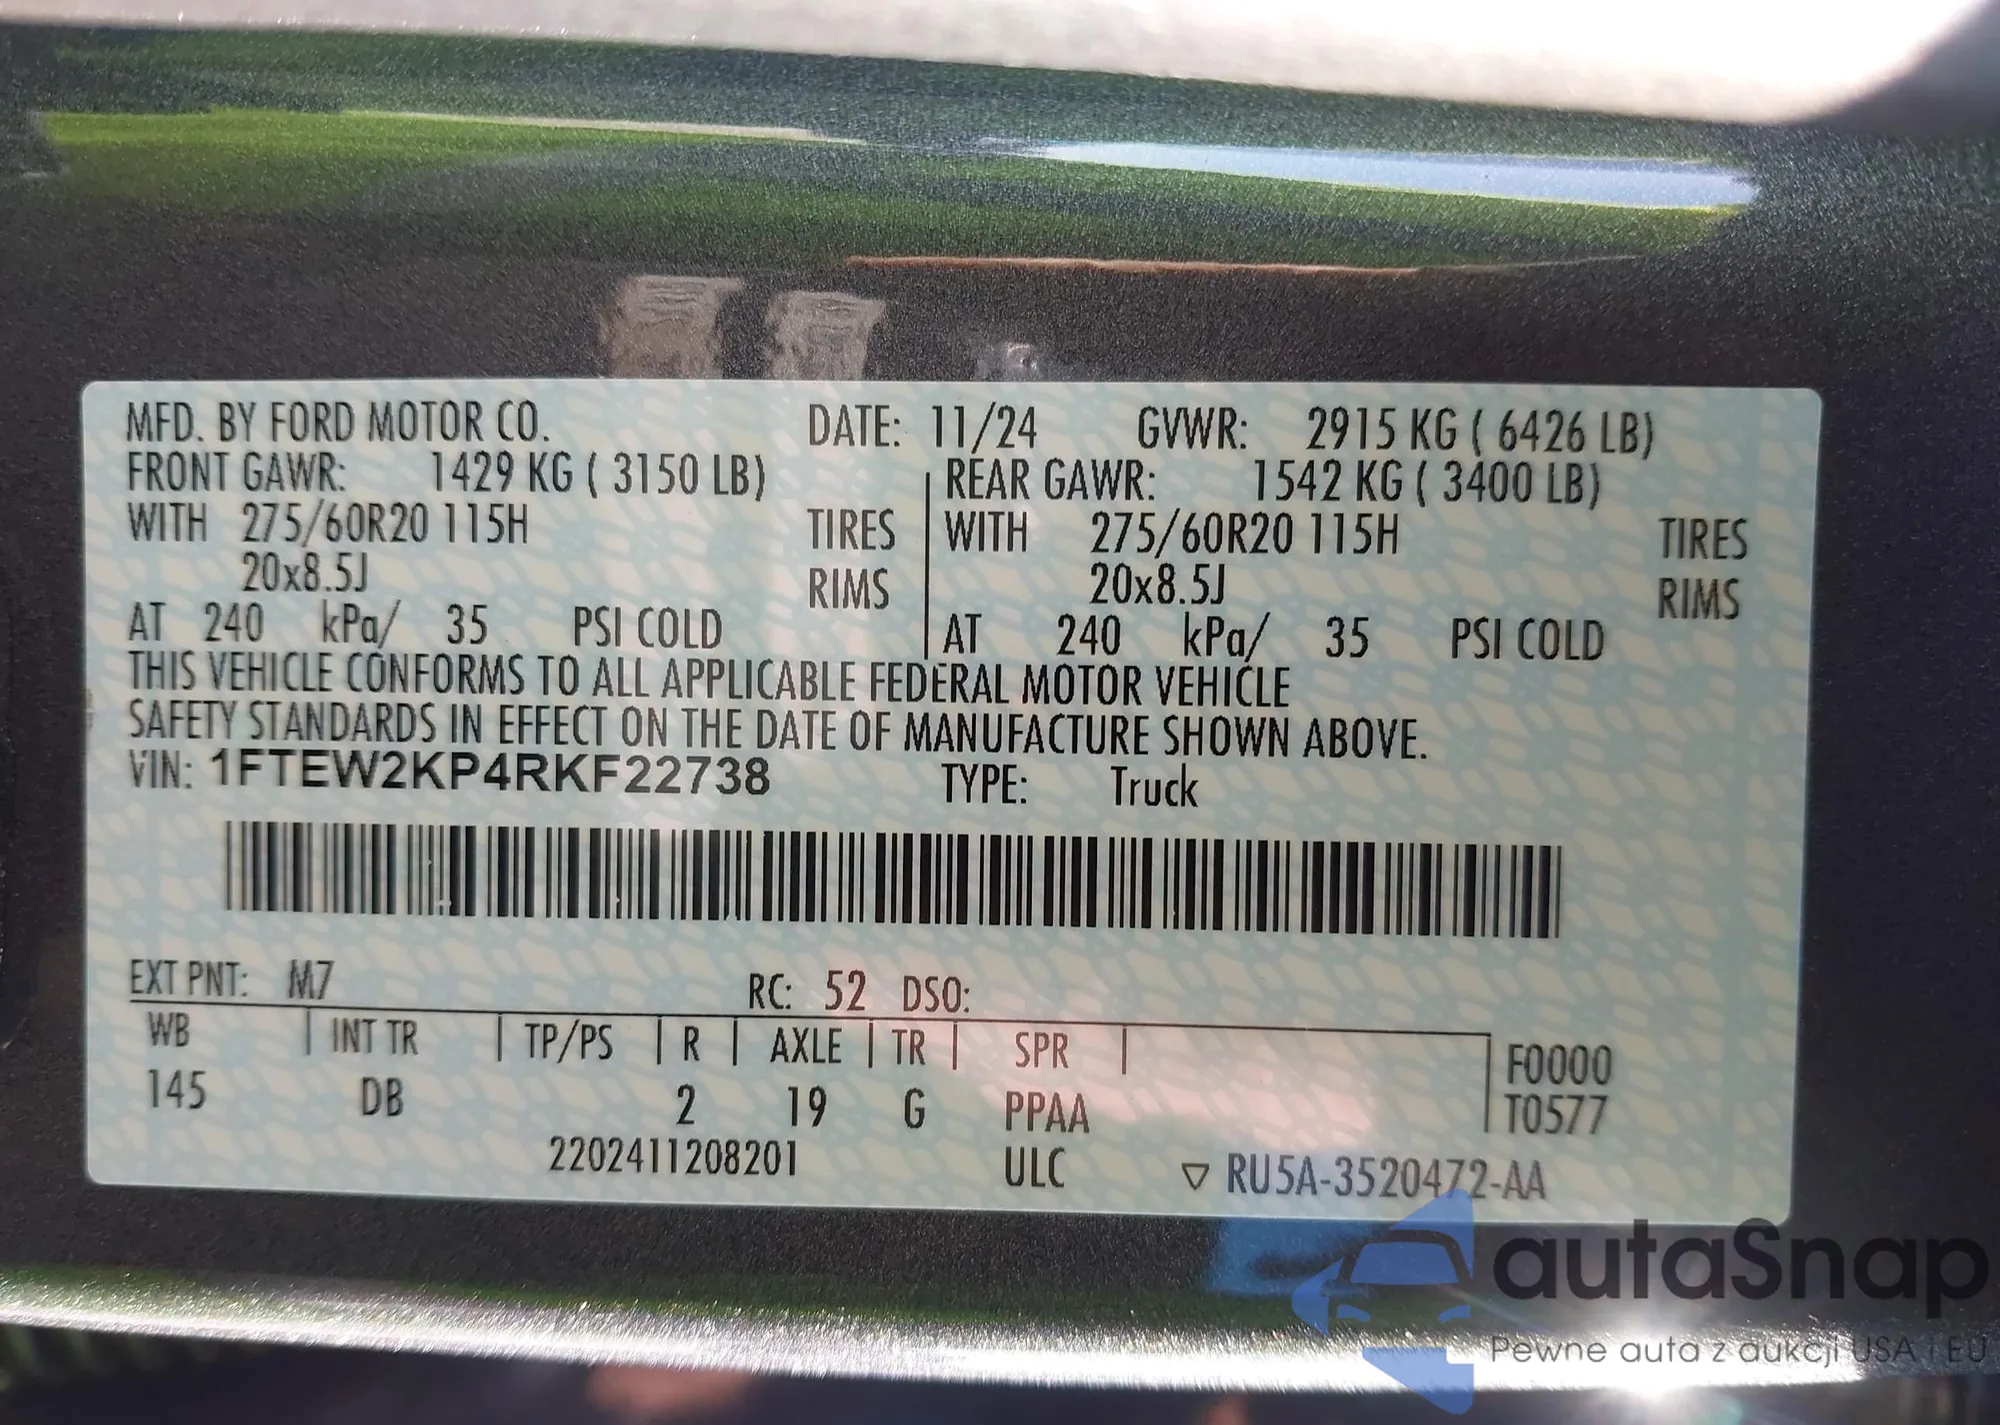 MFD. BY FORD MOTOR CO. DATE: 11/24 GVWR: 2915 KG ( 6426 LB)
FRONT GAWR: 1429 KG ( 3150 LB) REAR GAWR: 1542 KG ( 3400 LB)
WITH 275/60R20 115H TIRES WITH 275/60R20 115H TIRES
20x8.5J RIMS 20x8.5J RIMS
AT 240 kPa/ 35 PSI COLD AT 240 kPa/ 35 PSI COLD
THIS VEHICLE CONFORMS TO ALL APPLICABLE FEDERAL MOTOR VEHICLE
SAFETY STANDARDS IN EFFECT ON THE DATE OF MANUFACTURE SHOWN ABOVE.
VIN: 1FTEW2KP4RKF22738 TYPE: Truck
EXT PNT: M7 RC: 52 DSO:
WB INT TR TP/PS R AXLE TR SPR F0000
145 DB 2 19 G PPAA T0577
2202411208201 ULC ▽ RU5A-3520472-AA
autaSnap
Pewne auta z aukcji USA i EU